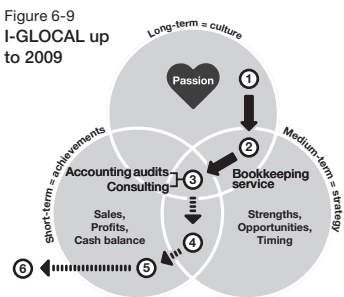 Figure 6-9
I-GLOCAL up
to 2009
Long-term = culture
Passion
1
2
Short-term = achievements
Medium-term = strategy
Accounting audits
Consulting
3
Bookkeeping
service
Sales,
Profits,
Cash balance
Strengths,
Opportunities,
Timing
4
5
6